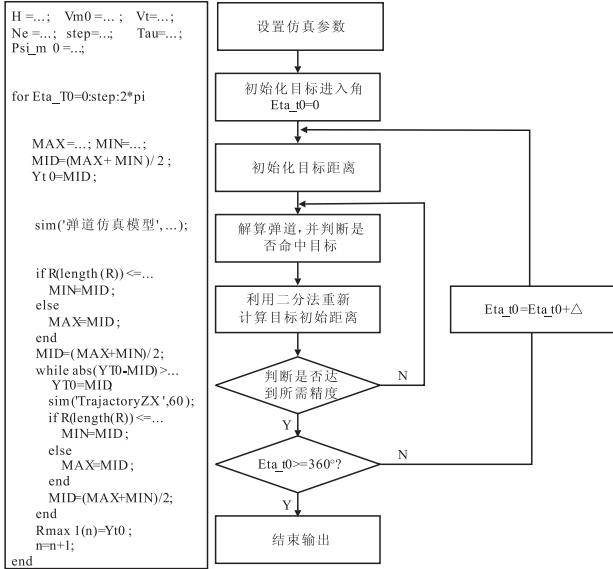 H =...; Vm0 =...; Vt=...;
Ne =...; step=...; Tau=...;
Psi_m 0 =...;
for Eta_T0=0:step:2*pi
MAX=...; MIN=...;
MID=(MAX+ MIN)/ 2 ;
Yt 0=MID ;
sim('弹道仿真模型',...);
if R(length (R)) <=...
MIN=MID ;
else
MAX=MID ;
end
MID=(MAX+MIN)/2;
while abs(YT0-MID) >...
YT0=MID;
sim('TrajactoryZX',60);
if R(length(R))<=...
MIN=MID ;
else
MAX=MID ;
end
MID=(MAX+MIN)/2;
end
Rmax 1(n)=Yt0 ;
n=n+1;
end
设置仿真参数
初始化目标进入角
Eta_t0=0
初始化目标距离
解算弹道,并判断是
否命中目标
利用二分法重新
计算目标初始距离
判断是否达
到所需精度
N
Y
Eta_t0>=360°?
N
Y
结束输出
Eta_t0=Eta_t0+△